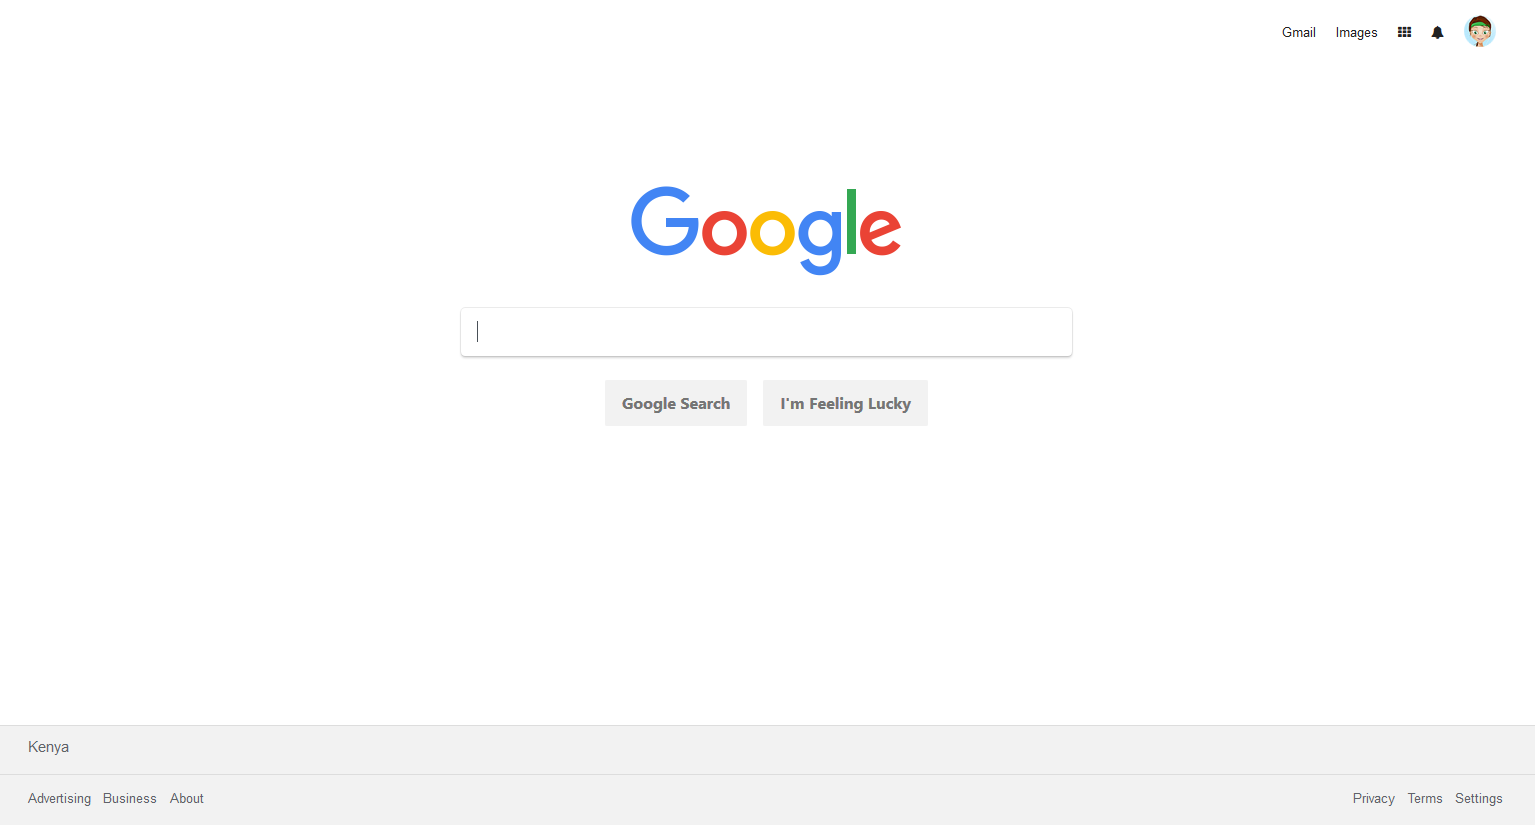 Gmail Images
Google
Google Search I'm Feeling Lucky
Kenya
Advertising Business About Privacy Terms Settings